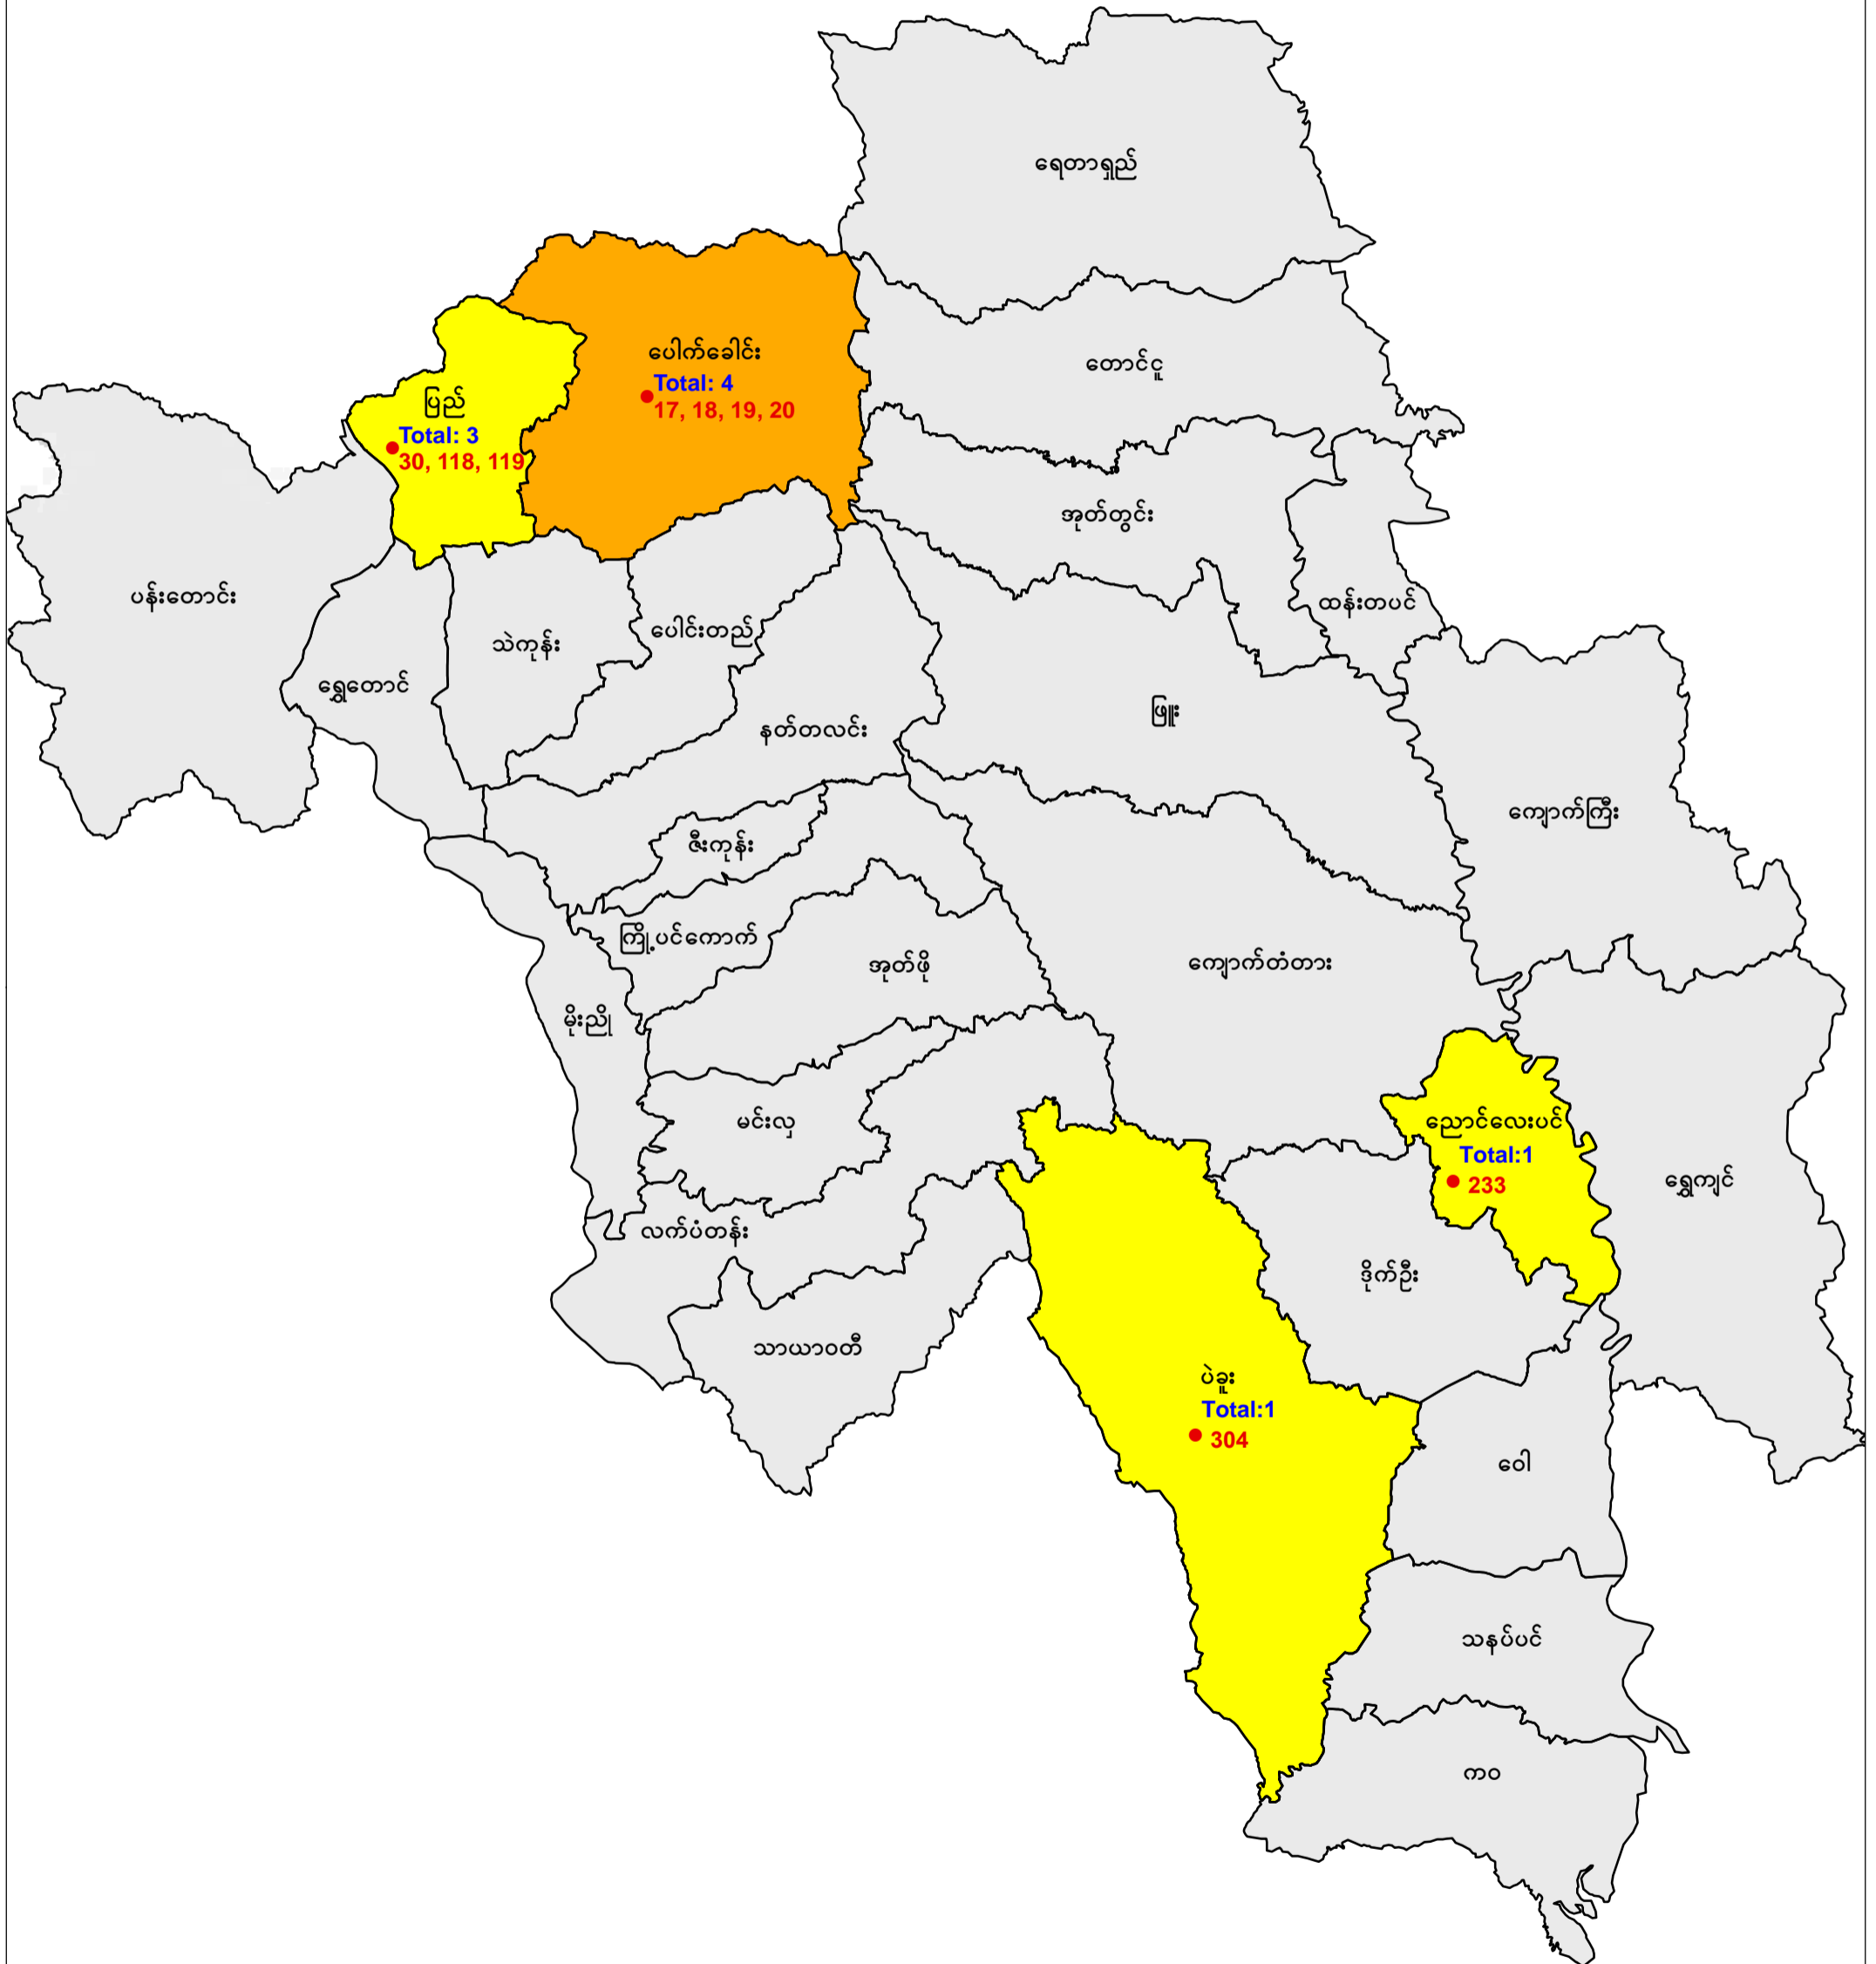 ရေတာရှည်
ပေါက်ခေါင်း
Total: 4
17, 18, 19, 20
တောင်ငူ
ပြည်
Total: 3
30, 118, 119
အုတ်တွင်း
ပန်းတောင်း
ထန်းတပင်
သဲကုန်း
ပေါင်းတည်
ရွှေတောင်
ဖြူး
နတ်တလင်း
ကျောက်ကြီး
ဇီးကုန်း
ကြို့ပင်ကောက်
အုတ်ဖို
ကျောက်တံတား
မိုးညို
မင်းလှ
ညောင်လေးပင်
Total:1
233
ရွှေကျင်
လက်ပံတန်း
ဒိုက်ဦး
သာယာဝတီ
ပဲခူး
Total:1
304
ဝေါ
သနပ်ပင်
ကဝ